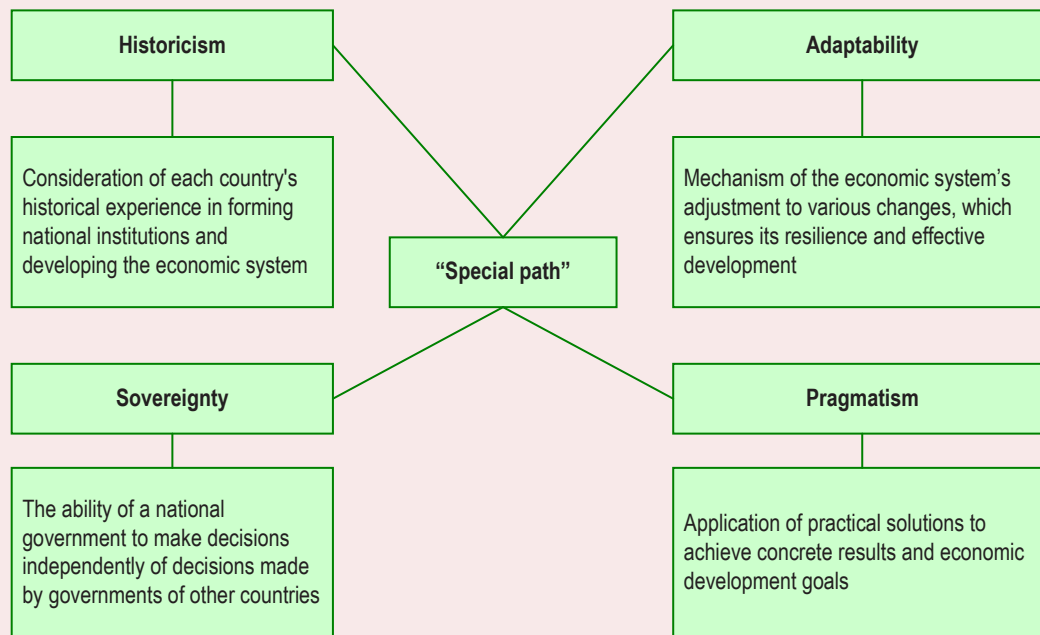 Historicism
Adaptability
Consideration of each country's
historical experience in forming
national institutions and
developing the economic system
Mechanism of the economic system’s
adjustment to various changes, which
ensures its resilience and effective
development
“Special path”
Sovereignty
Pragmatism
The ability of a national
government to make decisions
independently of decisions made
by governments of other countries
Application of practical solutions to
achieve concrete results and economic
development goals